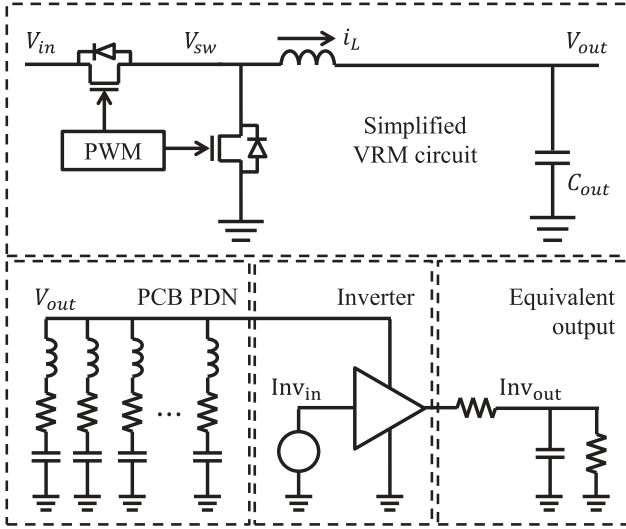 V_in
V_sw
i_L
V_out
PWM
Simplified
VRM circuit
C_out
V_out
PCB PDN
Inverter
Equivalent
output
Inv_in
Inv_out
...